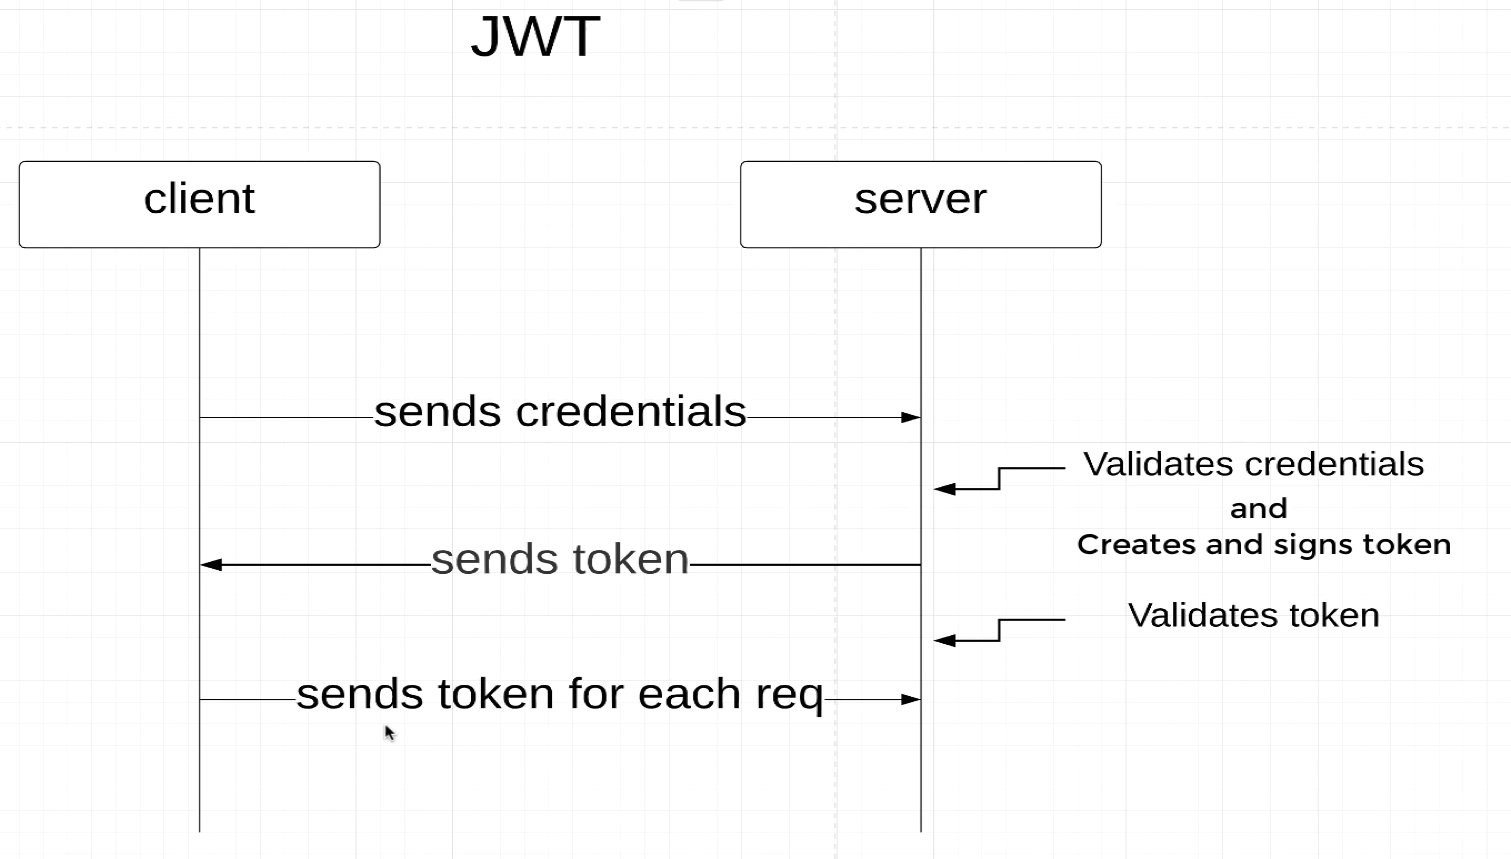 JWT
client
server
sends credentials
Validates credentials
and
Creates and signs token
sends token
Validates token
sends token for each req